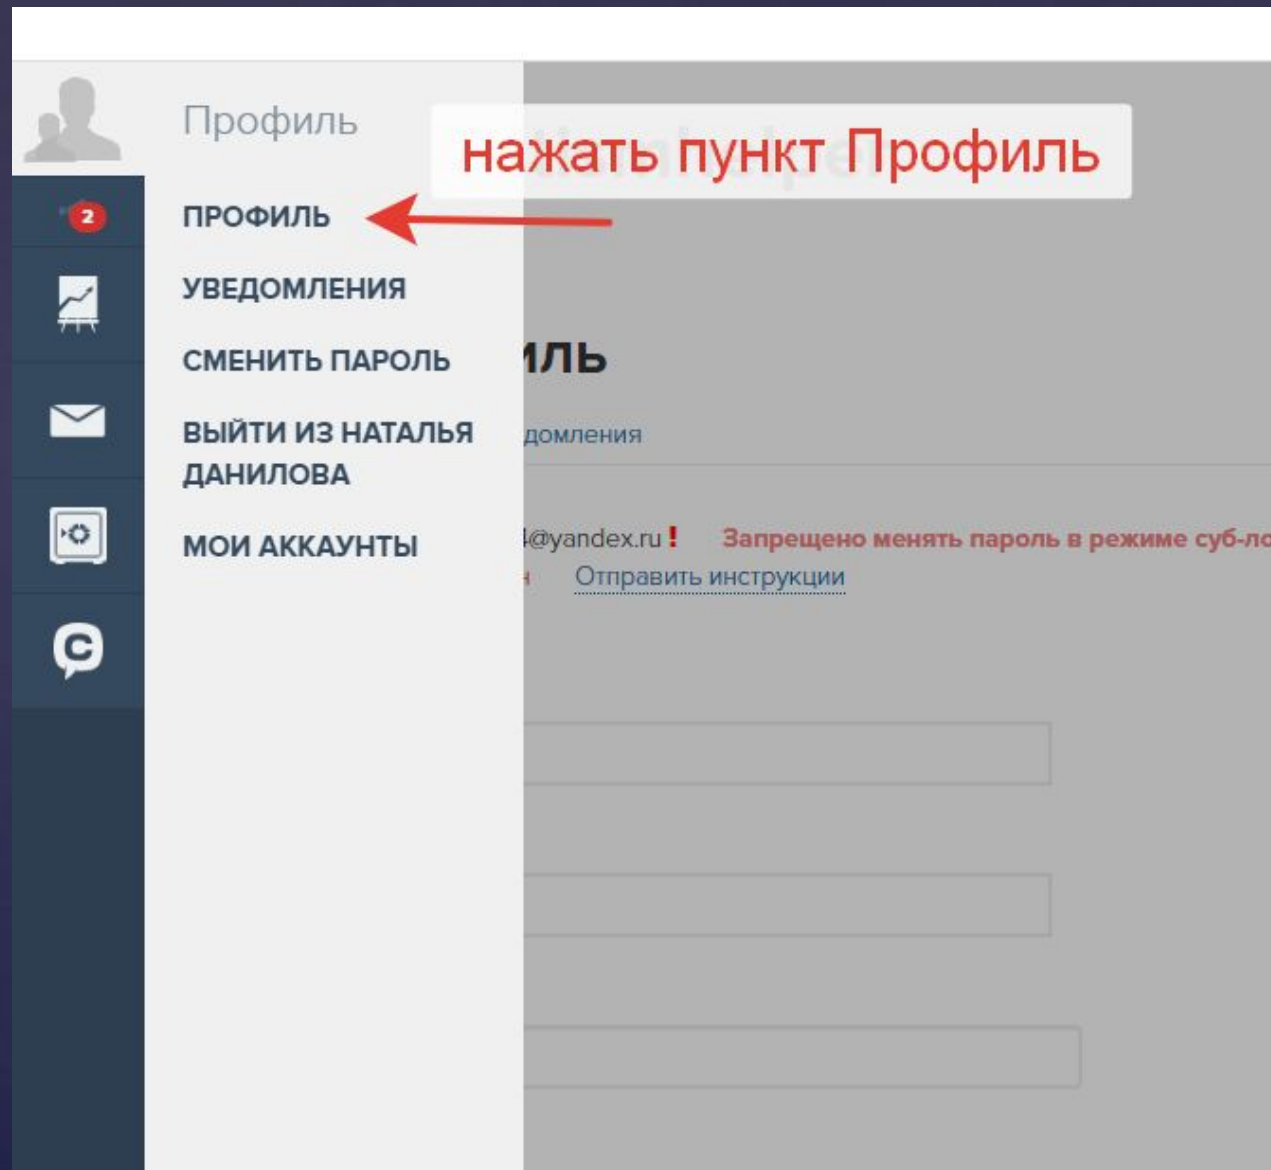 Профиль
нажать пункт Профиль
2
ПРОФИЛЬ
УВЕДОМЛЕНИЯ
СМЕНИТЬ ПАРОЛЬ
ВЫЙТИ ИЗ НАТАЛЬЯ
ДАНИЛОВА
МОИ АККАУНТЫ
C
ИЛЬ
домления
4@yandex.ru ! Запрещено менять пароль в режиме суб-ло
н Отправить инструкции